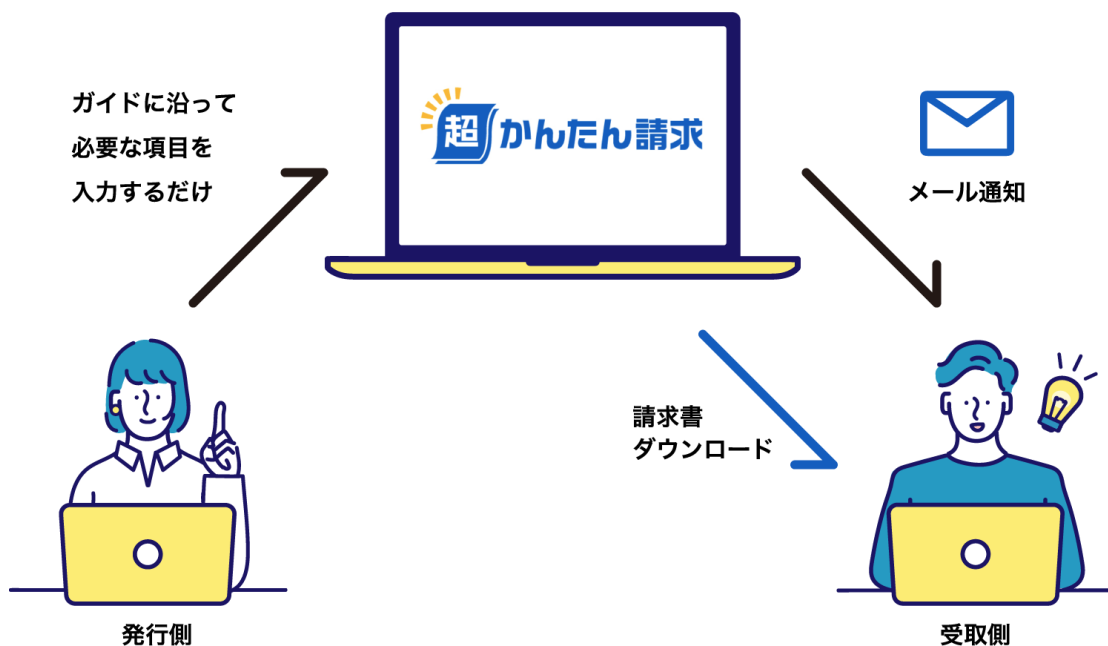 ガイドに沿って
必要な項目を
入力するだけ
超かんたん請求
メール通知
請求書
ダウンロード
発行側
受取側